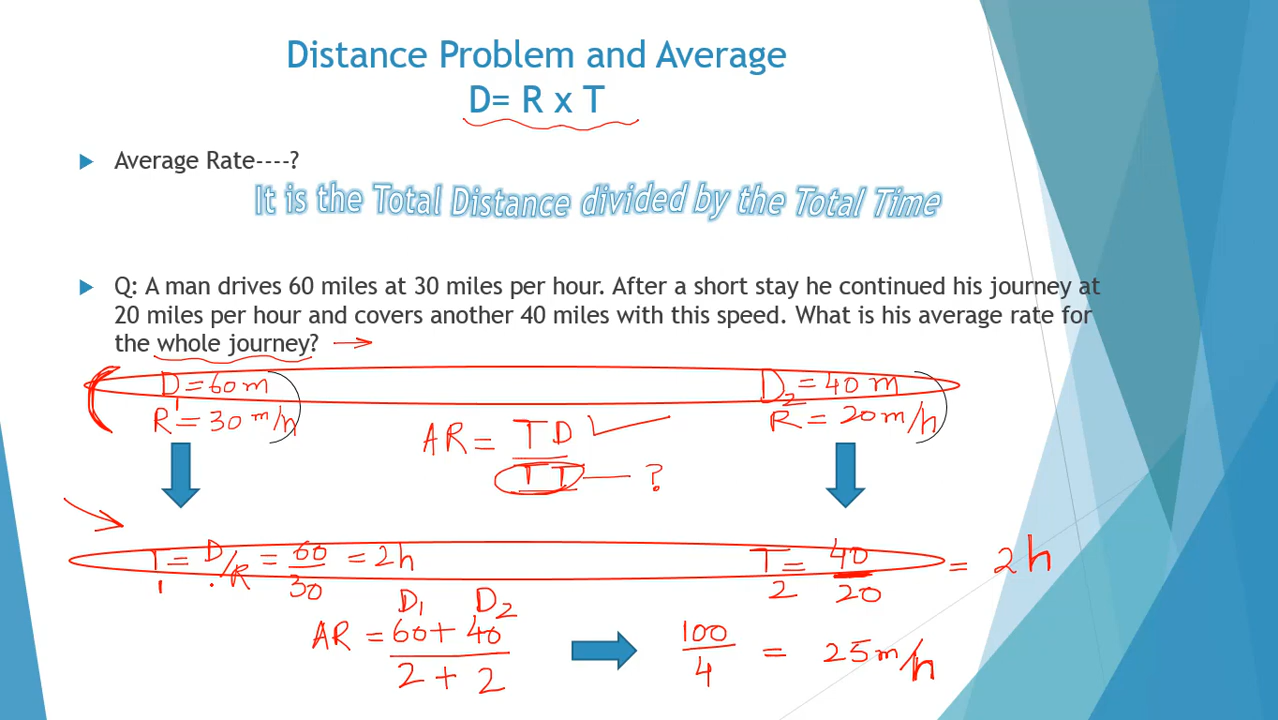 Distance Problem and Average
D= R x T
Average Rate----?
It is the Total Distance divided by the Total Time
Q: A man drives 60 miles at 30 miles per hour. After a short stay he continued his journey at
20 miles per hour and covers another 40 miles with this speed. What is his average rate for
the whole journey?
D1 = 60 m
R = 30 m/h
D2 = 40 m
R = 20 m/h
AR = TD
TT ?
T1 = D/R = 60/30 = 2h
T2 = 40/20 = 2h
D1 D2
AR = 60 + 40
2 + 2
100/4 = 25 m/h